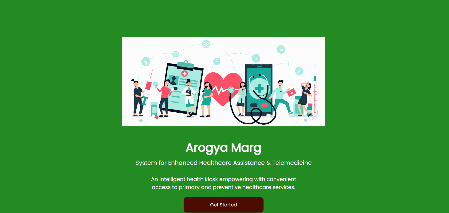 Arogya Marg
System for Enhanced Healthcare Assistance & Telemedicine
An intelligent health kiosk empowering with convenient
access to primary and preventive healthcare services.
Get Started